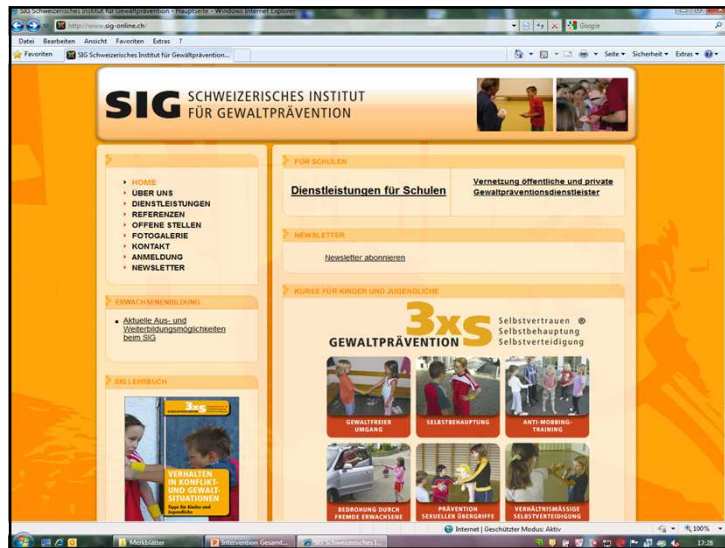 SIG Schweizerisches Institut für Gewaltprävention - Hauptseite - Windows Internet Explorer
http://www.sig-online.ch/
Google
Datei Bearbeiten Ansicht Favoriten Extras ?
Favoriten
SIG Schweizerisches Institut für Gewaltprävention...
Seite
Sicherheit
Extras
SIG
SCHWEIZERISCHES INSTITUT
FÜR GEWALTPRÄVENTION
HOME
ÜBER UNS
DIENSTLEISTUNGEN
REFERENZEN
OFFENE STELLEN
FOTOGALERIE
KONTAKT
ANMELDUNG
NEWSLETTER
ERWACHSENENBILDUNG
Aktuelle Aus- und
Weiterbildungsmöglichkeiten
beim SIG
SIG LEHRBUCH
3xs
VERHALTEN
IN KONFLIKT-
UND GEWALT-
SITUATIONEN
Tipps für Kinder und
Jugendliche
FÜR SCHULEN
Dienstleistungen für Schulen
Vernetzung öffentliche und private
Gewaltpräventionsdienstleister
NEWSLETTER
Newsletter abonnieren
KURSE FÜR KINDER UND JUGENDLICHE
3xs
GEWALTPRÄVENTION
Selbstvertrauen ®
Selbstbehauptung
Selbstverteidigung
GEWALTFREIER
UMGANG
SELBSTBEHAUPTUNG
ANTI-MOBBING-
TRAINING
BEDROHUNG DURCH
FREMDE ERWACHSENE
PRÄVENTION
SEXUELLER ÜBERGRIFFE
VERHÄLTNISMÄSSIGE
SELBSTVERTEIDIGUNG
Internet | Geschützter Modus: Aktiv
100%
Merkblätter
Intervention Gesamt...
SIG Schweizerisches I...
17:28